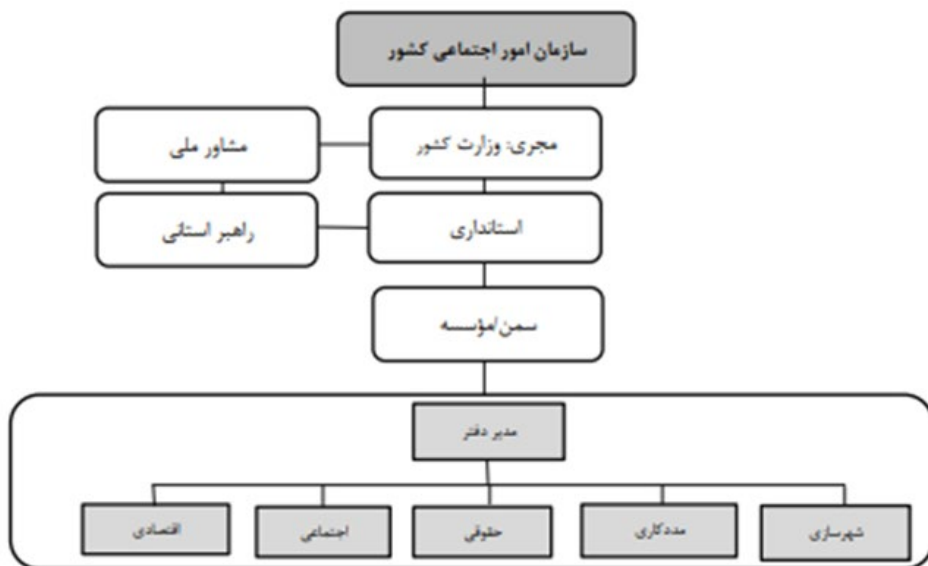 سازمان امور اجتماعی کشور
مجری: وزارت کشور
مشاور ملی
استانداری
راهبر استانی
سمن/مؤسسه
مدیر دفتر
شهرسازی
مددکاری
حقوقی
اجتماعی
اقتصادی